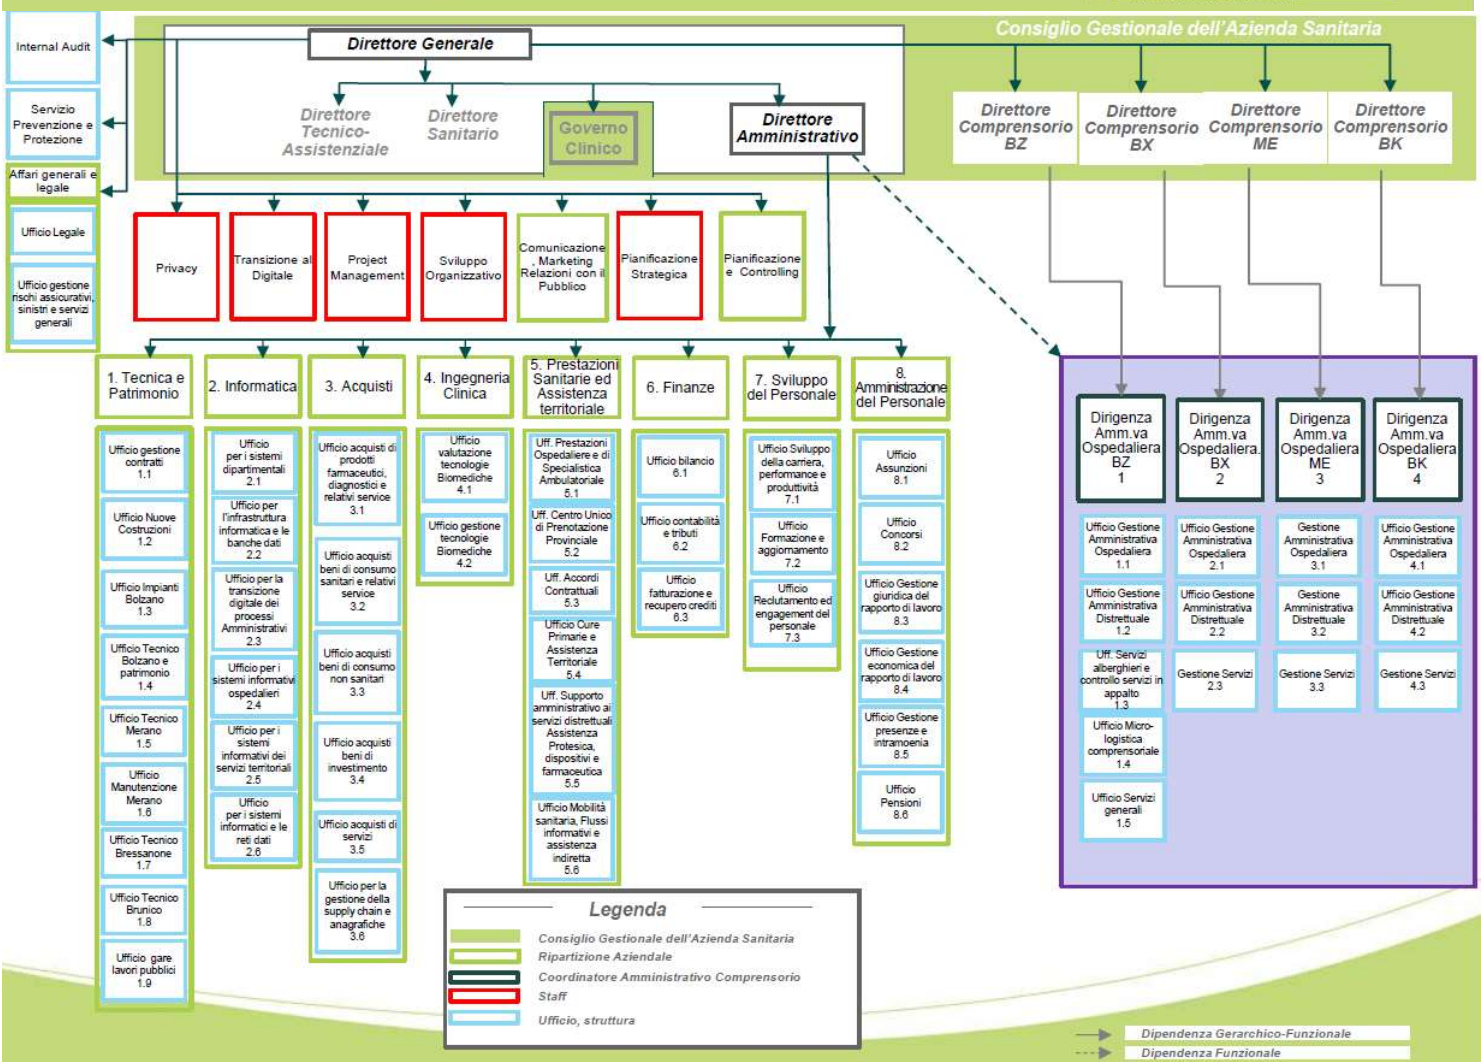 Consiglio Gestionale dell'Azienda Sanitaria
Internal Audit
Direttore Generale
Servizio
Prevenzione e
Protezione
Affari generali e
legale
Ufficio Legale
Ufficio gestione
rischi assicurativi,
sinistri e servizi
generali
Direttore
Tecnico-
Assistenziale
Direttore
Sanitario
Governo
Clinico
Direttore
Amministrativo
Direttore
Comprensorio
BZ
Direttore
Comprensorio
BX
Direttore
Comprensorio
ME
Direttore
Comprensorio
BK
Privacy
Transizione al
Digitale
Project
Management
Sviluppo
Organizzativo
Comunicazione
, Marketing
Relazioni con il
Pubblico
Pianificazione
Strategica
Pianificazione
e Controlling
1. Tecnica e
Patrimonio
Ufficio gestione
contratti
1.1
Ufficio Nuove
Costruzioni
1.2
Ufficio Impianti
Bolzano
1.3
Ufficio Tecnico
Bolzano e
patrimonio
1.4
Ufficio Tecnico
Merano
1.5
Ufficio
Manutenzione
Merano
1.6
Ufficio Tecnico
Bressanone
1.7
Ufficio Tecnico
Brunico
1.8
Ufficio gare
lavori pubblici
1.9
2. Informatica
Ufficio
per i sistemi
dipartimentali
2.1
Ufficio per
l'infrastruttura
informatica e le
banche dati
2.2
Ufficio per la
transizione
digitale dei
processi
Amministrativi
2.3
Ufficio per i
sistemi informativi
ospedalieri
2.4
Ufficio per i
sistemi
informativi dei
servizi territoriali
2.5
Ufficio
per i sistemi
informatici e le
reti dati
2.6
3. Acquisti
Ufficio acquisti di
prodotti
farmaceutici,
diagnostici e
relativi service
3.1
Ufficio acquisti
beni di consumo
sanitari e relativi
service
3.2
Ufficio acquisti
beni di consumo
non sanitari
3.3
Ufficio acquisti
beni di
investimento
3.4
Ufficio acquisti di
servizi
3.5
Ufficio per la
gestione della
supply chain e
anagrafiche
3.6
4. Ingegneria
Clinica
Ufficio
valutazione
tecnologie
Biomediche
4.1
Ufficio gestione
tecnologie
Biomediche
4.2
5. Prestazioni
Sanitarie ed
Assistenza
territoriale
Uff. Prestazioni
Ospedaliere e di
Specialistica
Ambulatoriale
5.1
Uff. Centro Unico
di Prenotazione
Provinciale
5.2
Uff. Accordi
Contrattuali
5.3
Ufficio Cure
Primarie e
Assistenza
Territoriale
5.4
Uff. Supporto
amministrativo ai
servizi distrettuali
Assistenza
Protesica,
dispositivi e
farmaceutica
5.5
Ufficio Mobilità
sanitaria, Flussi
informativi e
assistenza
indiretta
5.6
6. Finanze
Ufficio bilancio
6.1
Ufficio contabilità
e tributi
6.2
Ufficio
fatturazione e
recupero crediti
6.3
7. Sviluppo
del Personale
Ufficio Sviluppo
della carriera,
performance e
produttività
7.1
Ufficio
Formazione e
aggiornamento
7.2
Ufficio
Reclutamento ed
engagement del
personale
7.3
8.
Amministrazione
del Personale
Ufficio
Assunzioni
8.1
Ufficio
Concorsi
8.2
Ufficio Gestione
giuridica del
rapporto di lavoro
8.3
Ufficio Gestione
economica del
rapporto di lavoro
8.4
Ufficio Gestione
presenze e
intramoenia
8.5
Ufficio
Pensioni
8.6
Dirigenza
Amm.va
Ospedaliera
BZ
1
Ufficio Gestione
Amministrativa
Ospedaliera
1.1
Ufficio Gestione
Amministrativa
Distrettuale
1.2
Uff. Servizi
alberghieri e
controllo servizi in
appalto
1.3
Ufficio Micro-
logistica
comprensoriale
1.4
Ufficio Servizi
generali
1.5
Dirigenza
Amm.va
Ospedaliera.
BX
2
Ufficio Gestione
Amministrativa
Ospedaliera
2.1
Ufficio Gestione
Amministrativa
Distrettuale
2.2
Gestione Servizi
2.3
Dirigenza
Amm.va
Ospedaliera
ME
3
Gestione
Amministrativa
Ospedaliera
3.1
Gestione
Amministrativa
Distrettuale
3.2
Gestione Servizi
3.3
Dirigenza
Amm.va
Ospedaliera
BK
4
Ufficio Gestione
Amministrativa
Ospedaliera
4.1
Ufficio Gestione
Amministrativa
Distrettuale
4.2
Gestione Servizi
4.3
Legenda
Consiglio Gestionale dell'Azienda Sanitaria
Ripartizione Aziendale
Coordinatore Amministrativo Comprensorio
Staff
Ufficio, struttura
Dipendenza Gerarchico-Funzionale
Dipendenza Funzionale